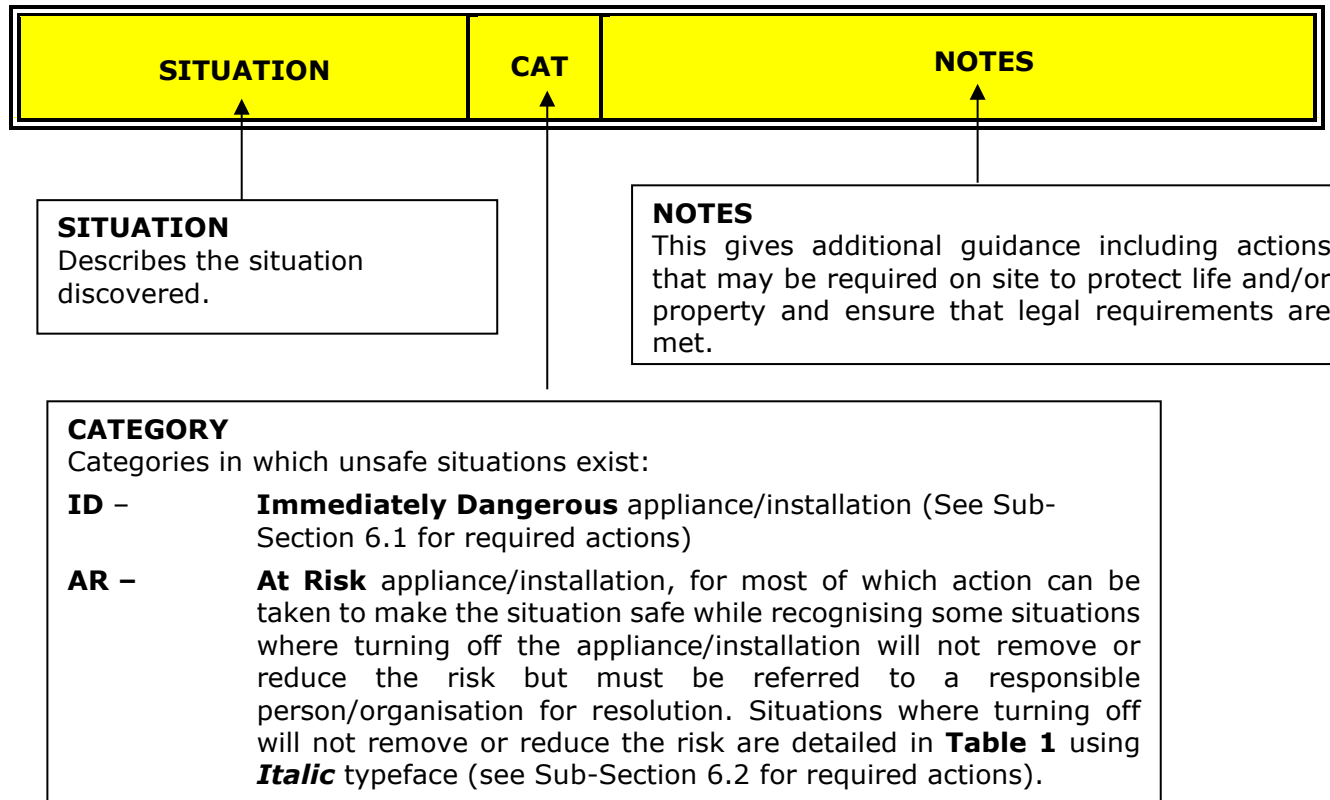 SITUATION
CAT
NOTES
SITUATION
Describes the situation
discovered.
NOTES
This gives additional guidance including actions
that may be required on site to protect life and/or
property and ensure that legal requirements are
met.
CATEGORY
Categories in which unsafe situations exist:
ID – Immediately Dangerous appliance/installation (See Sub-
Section 6.1 for required actions)
AR – At Risk appliance/installation, for most of which action can be
taken to make the situation safe while recognising some situations
where turning off the appliance/installation will not remove or
reduce the risk but must be referred to a responsible
person/organisation for resolution. Situations where turning off
will not remove or reduce the risk are detailed in Table 1 using
Italic typeface (see Sub-Section 6.2 for required actions).